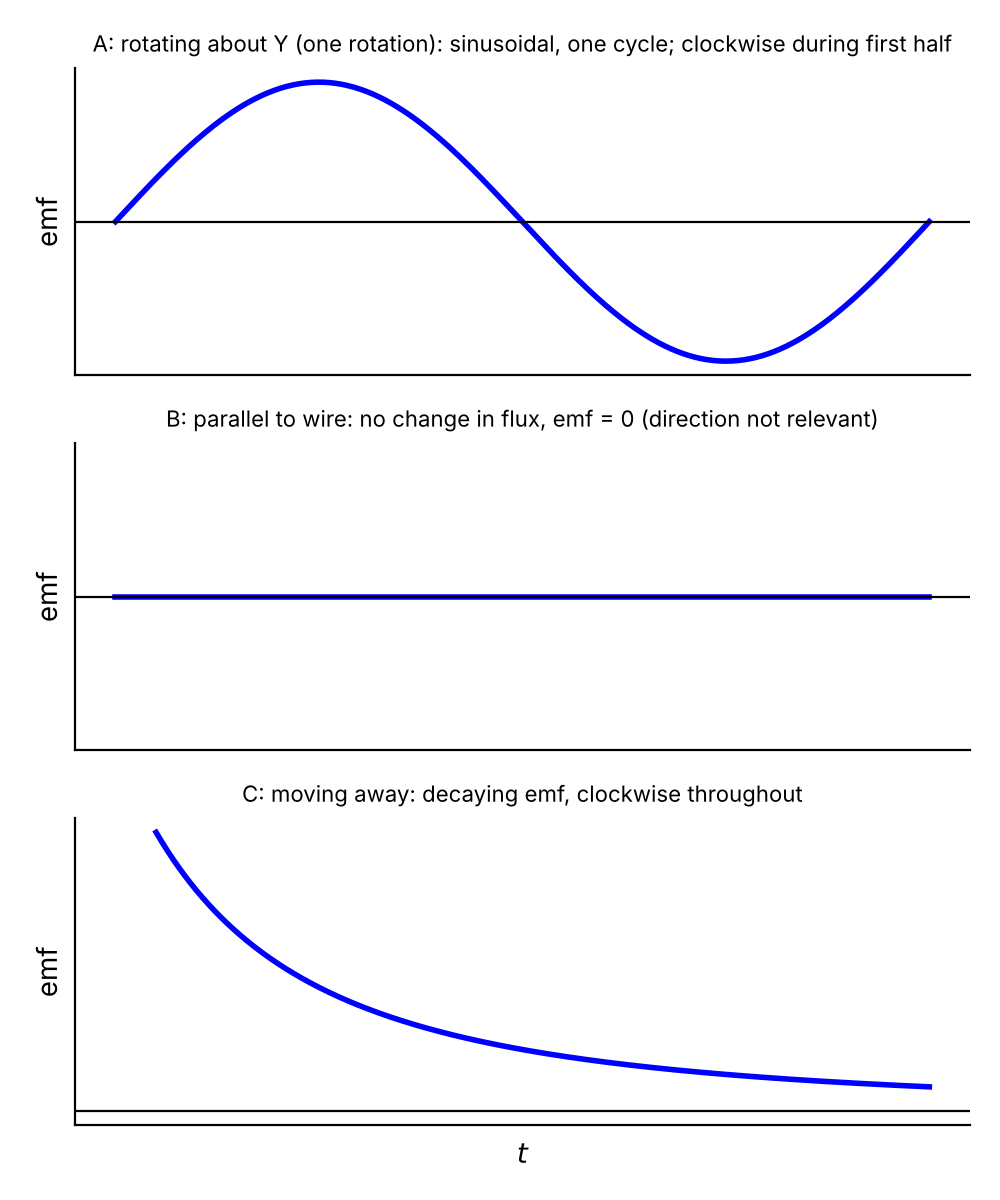 A: rotating about Y (one rotation): sinusoidal, one cycle; clockwise during first half
emf
B: parallel to wire: no change in flux, emf = 0 (direction not relevant)
emf
C: moving away: decaying emf, clockwise throughout
emf
t